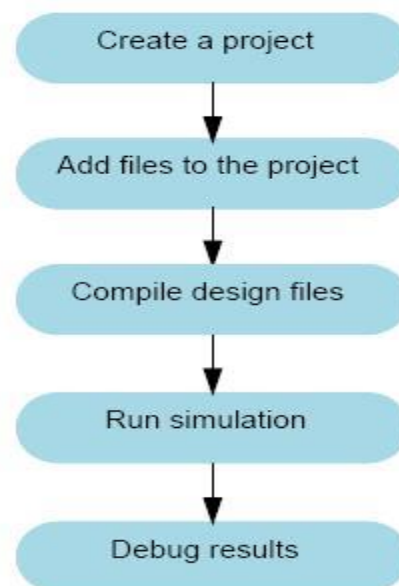 Create a project
Add files to the project
Compile design files
Run simulation
Debug results